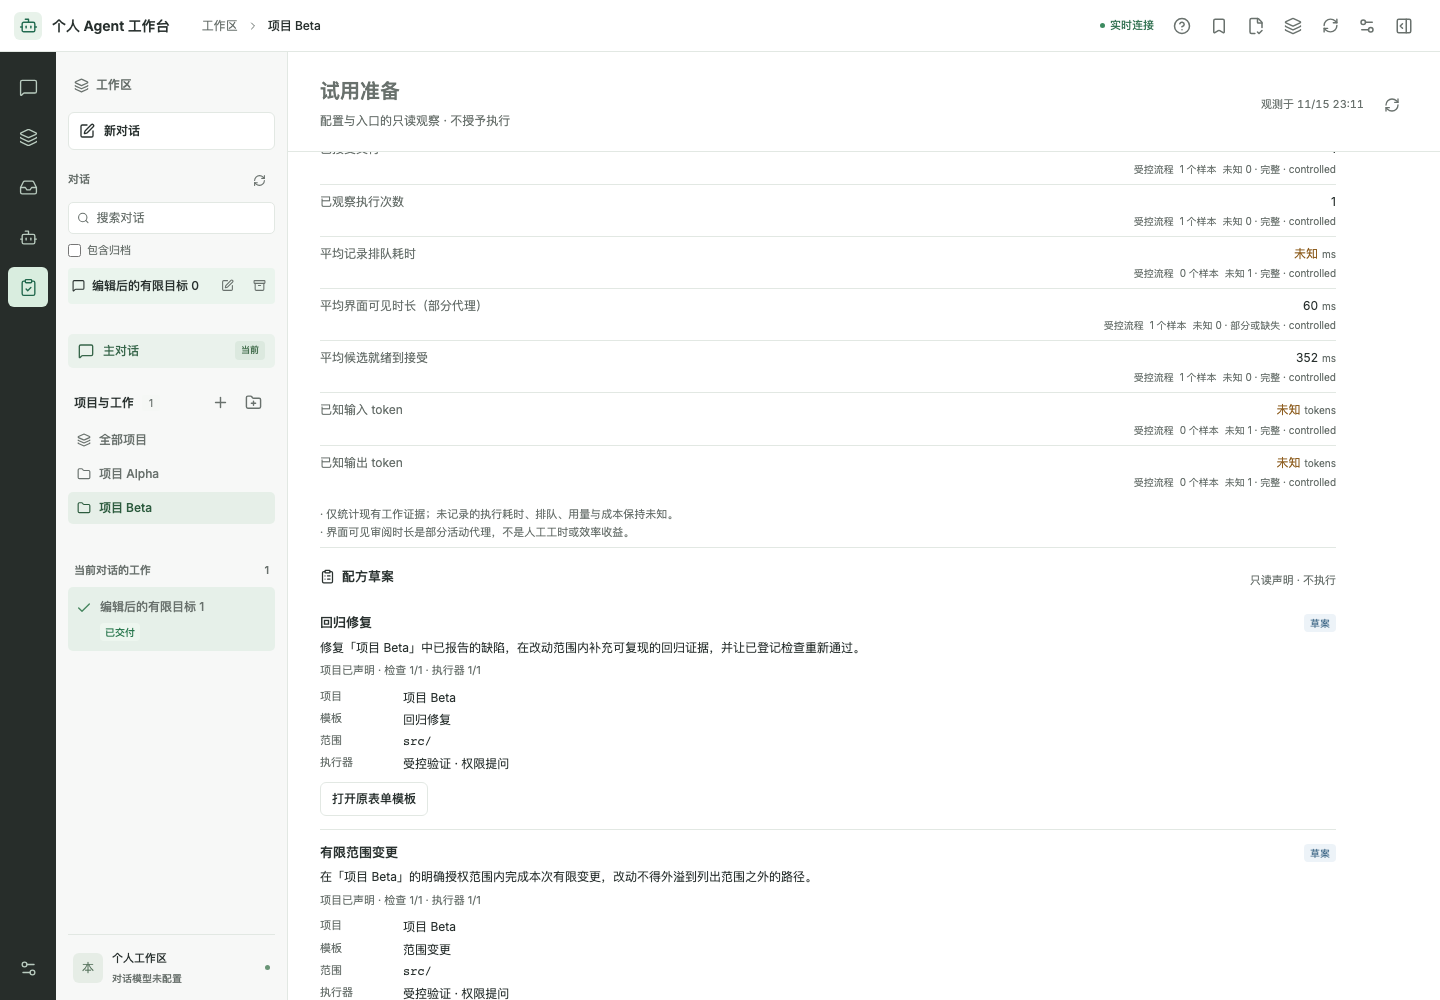 个人 Agent 工作台
工作区
项目 Beta
实时连接
工作区
新对话
对话
搜索对话
包含归档
编辑后的有限目标 0
主对话
当前
项目与工作 1
全部项目
项目 Alpha
项目 Beta
当前对话的工作 1
编辑后的有限目标 1
已交付
本
个人工作区
对话模型未配置
试用准备
配置与入口的只读观察 · 不授予执行
观测于 11/15 23:11
受控流程 1 个样本 未知 0 · 完整 · controlled
已观察执行次数
1
受控流程 1 个样本 未知 0 · 完整 · controlled
平均记录排队耗时
未知 ms
受控流程 0 个样本 未知 1 · 完整 · controlled
平均界面可见时长（部分代理）
60 ms
受控流程 1 个样本 未知 0 · 部分或缺失 · controlled
平均候选就绪到接受
352 ms
受控流程 1 个样本 未知 0 · 完整 · controlled
已知输入 token
未知 tokens
受控流程 0 个样本 未知 1 · 完整 · controlled
已知输出 token
未知 tokens
受控流程 0 个样本 未知 1 · 完整 · controlled
· 仅统计现有工作证据；未记录的执行耗时、排队、用量与成本保持未知。
· 界面可见审阅时长是部分活动代理，不是人工工时或效率收益。
配方草案
只读声明 · 不执行
回归修复
草案
修复「项目 Beta」中已报告的缺陷，在改动范围内补充可复现的回归证据，并让已登记检查重新通过。
项目已声明 · 检查 1/1 · 执行器 1/1
项目 项目 Beta
模板 回归修复
范围 src/
执行器 受控验证 · 权限提问
打开原表单模板
有限范围变更
草案
在「项目 Beta」的明确授权范围内完成本次有限变更，改动不得外溢到列出范围之外的路径。
项目已声明 · 检查 1/1 · 执行器 1/1
项目 项目 Beta
模板 范围变更
范围 src/
执行器 受控验证 · 权限提问